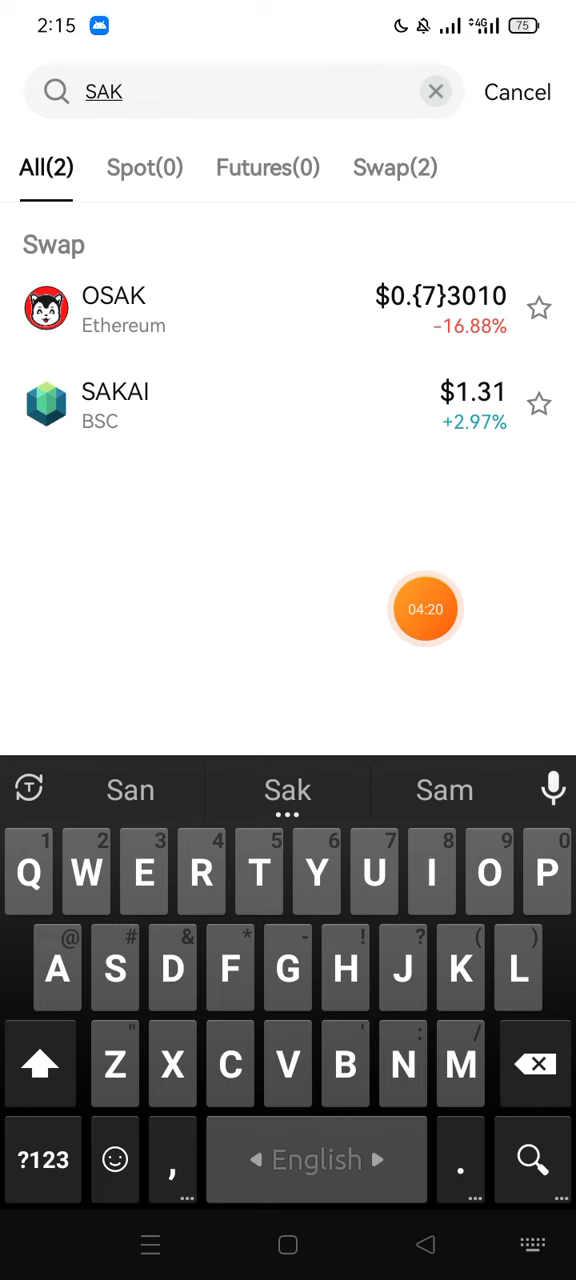 2:15 4G 75
SAK Cancel
All(2) Spot(0) Futures(0) Swap(2)
Swap
OSAK $0.{7}3010
Ethereum -16.88%
SAKAI $1.31
BSC +2.97%
04:20
T San Sak Sam
1 2 3 4 5 6 7 8 9 0
Q W E R T Y U I O P
@ # & * - ! ? ( )
A S D F G H J K L
" ' : /
Z X C V B N M
?123 , English .